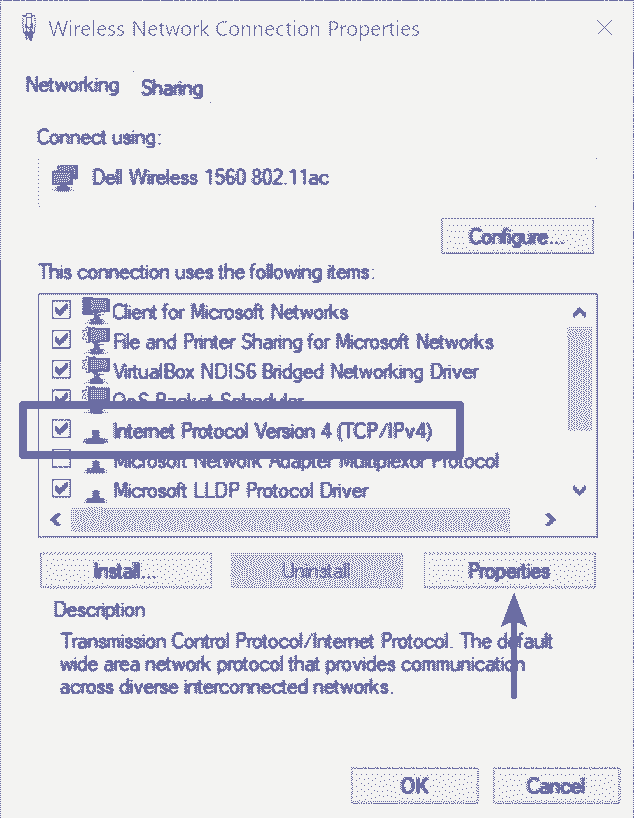 Wireless Network Connection Properties
Networking Sharing
Connect using:
Dell Wireless 1560 802.11ac
Configure...
This connection uses the following items:
Client for Microsoft Networks
File and Printer Sharing for Microsoft Networks
VirtualBox NDIS6 Bridged Networking Driver
QoS Packet Scheduler
Internet Protocol Version 4 (TCP/IPv4)
Microsoft Network Adapter Multiplexor Protocol
Microsoft LLDP Protocol Driver
Install... Uninstall Properties
Description
Transmission Control Protocol/Internet Protocol. The default
wide area network protocol that provides communication
across diverse interconnected networks.
OK Cancel